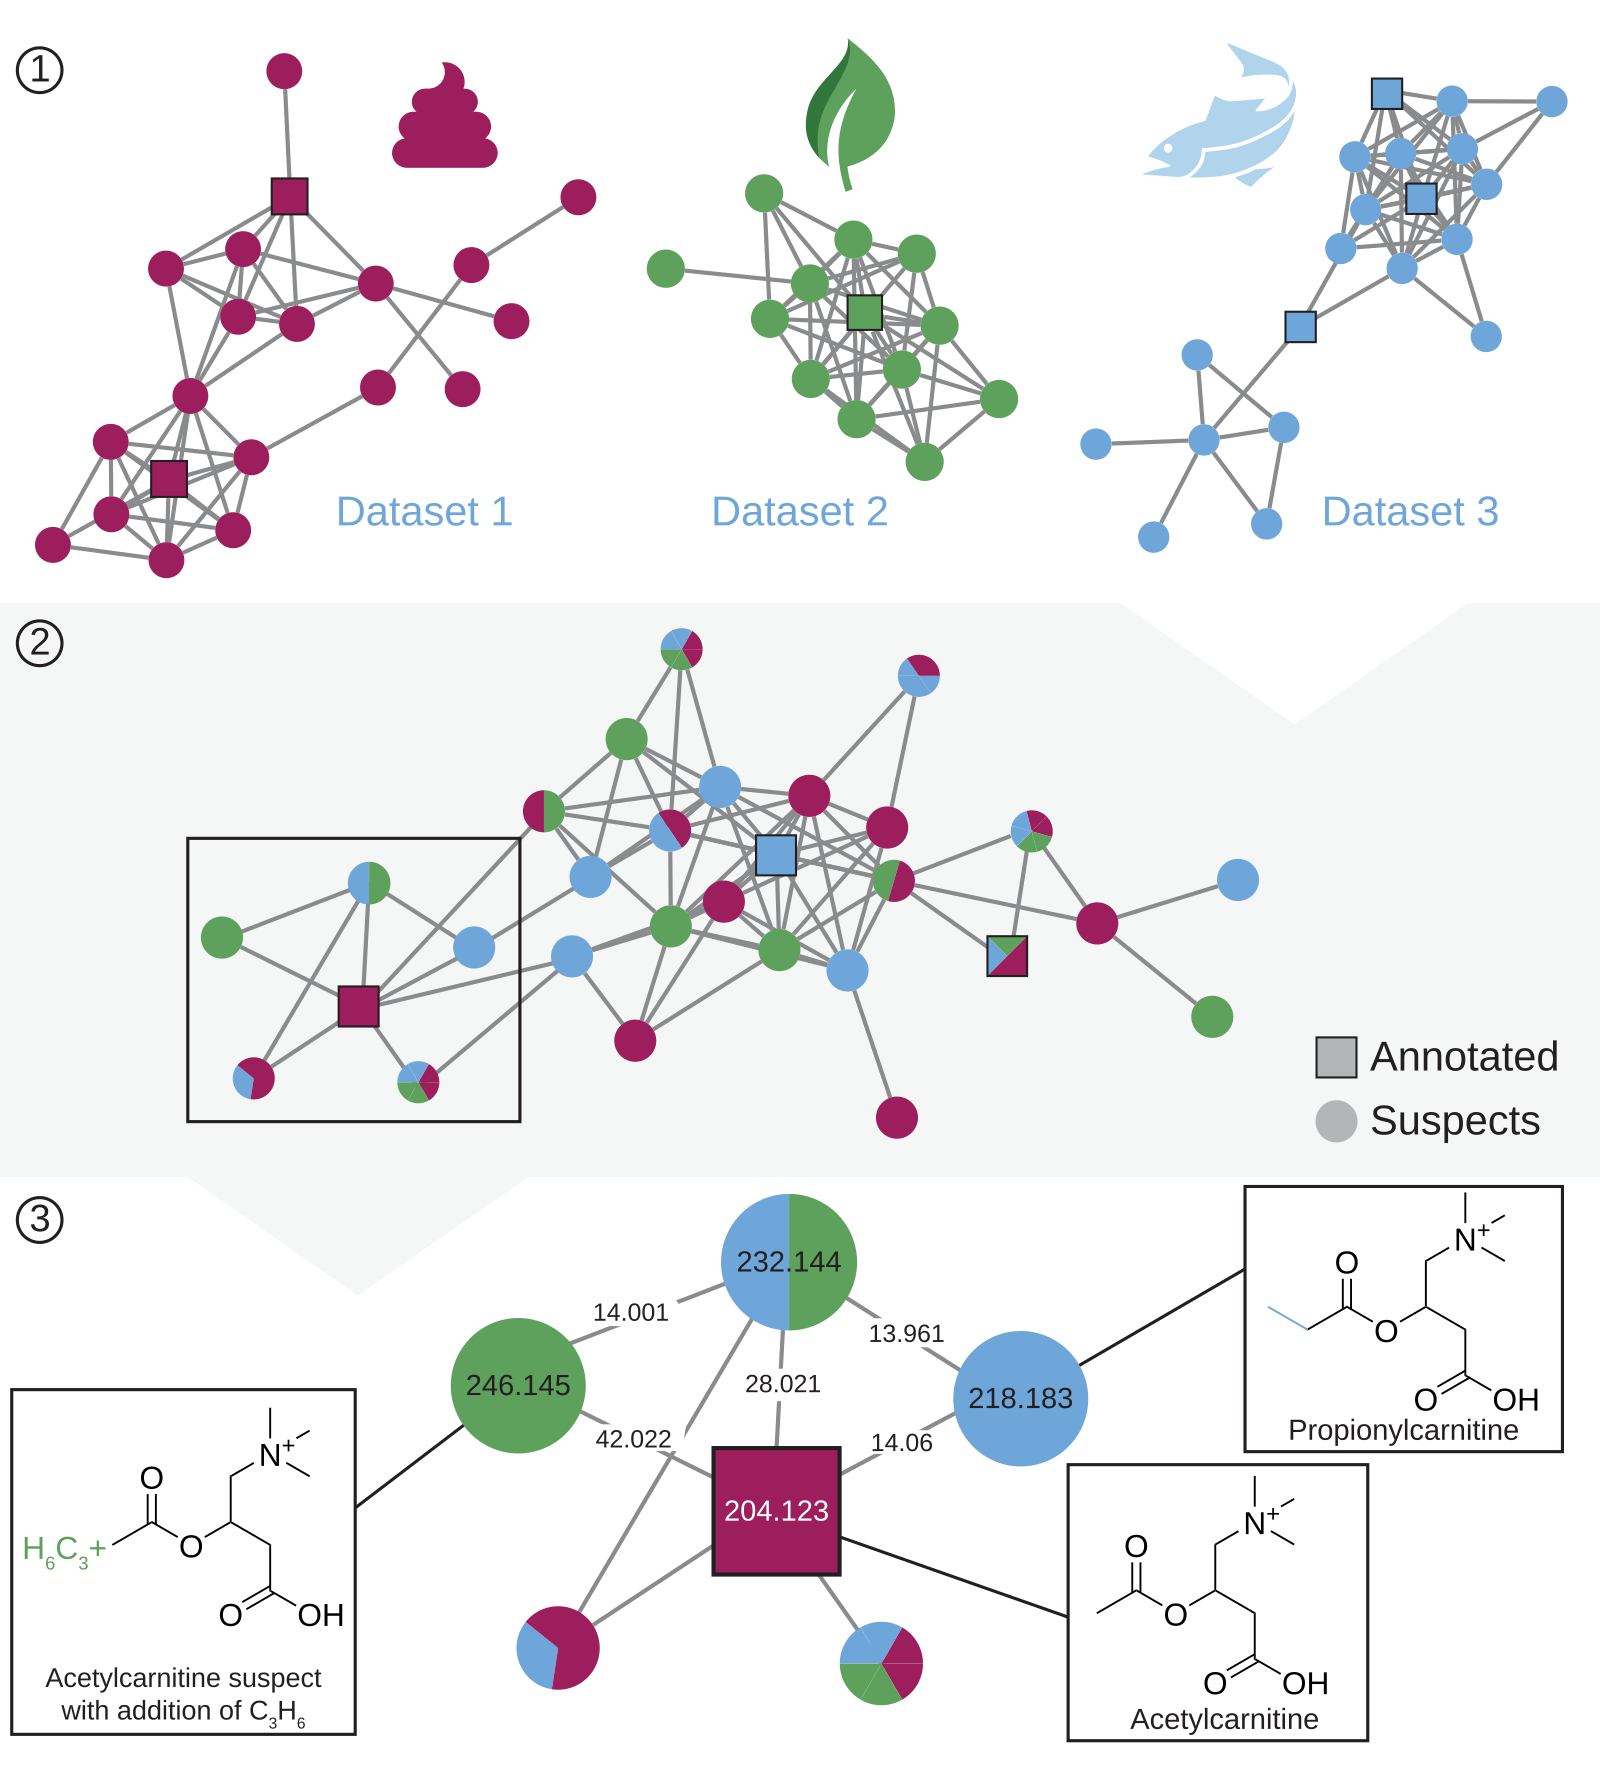 1
Dataset 1
Dataset 2
Dataset 3
2
Annotated
Suspects
3
232.144
14.001
13.961
246.145
28.021
218.183
42.022
14.06
204.123
N+
O
O
O
OH
Propionylcarnitine
N+
O
H6C3+
O
O
OH
Acetylcarnitine suspect
with addition of C3H6
N+
O
O
O
OH
Acetylcarnitine